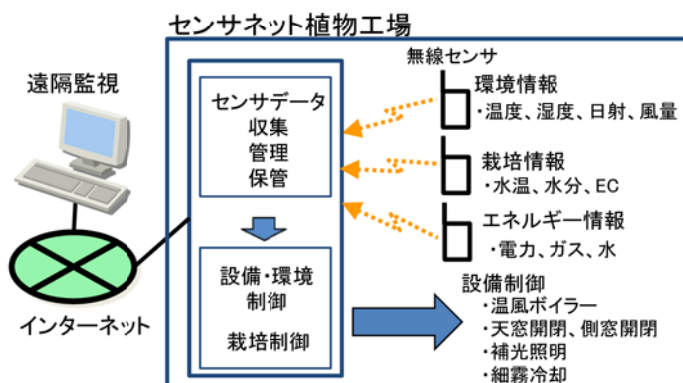 センサネット植物工場
遠隔監視
インターネット
センサデータ
収集
管理
保管
設備・環境
制御
栽培制御
無線センサ
環境情報
・温度、湿度、日射、風量
栽培情報
・水温、水分、EC
エネルギー情報
・電力、ガス、水
設備制御
・温風ボイラー
・天窓開閉、側窓開閉
・補光照明
・細霧冷却